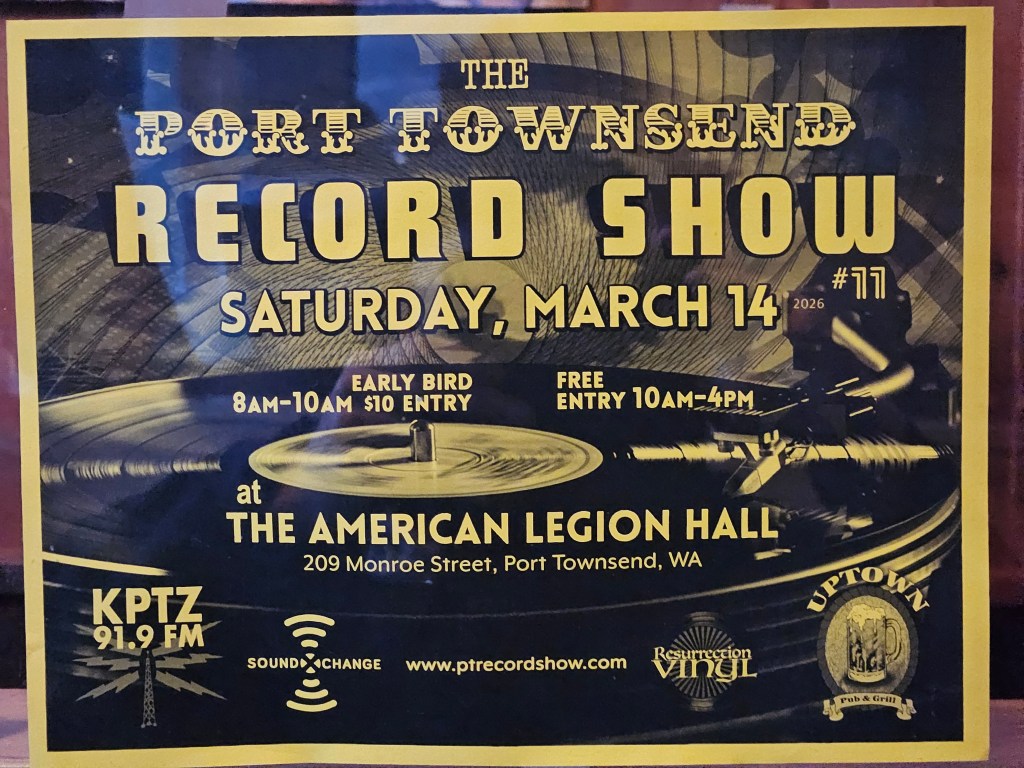 THE
PORT TOWNSEND
RECORD SHOW
#11
SATURDAY, MARCH 14
2026
EARLY BIRD
8AM-10AM $10 ENTRY
FREE
ENTRY 10AM-4PM
at
THE AMERICAN LEGION HALL
209 Monroe Street, Port Townsend, WA
KPTZ
91.9 FM
SOUND XCHANGE
www.ptrecordshow.com
Resurrection
VINYL
UPTOWN
Pub & Grill